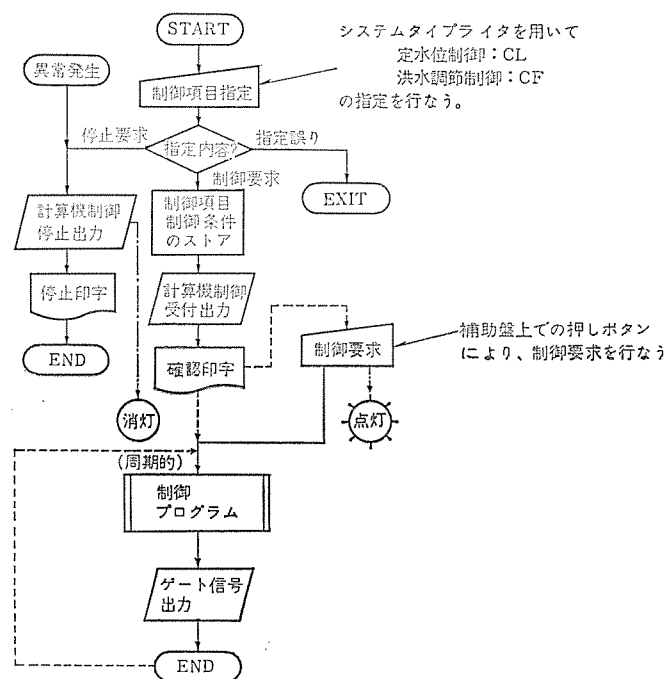 START
システムタイプライタを用いて
定水位制御：CL
洪水調節制御：CF
の指定を行なう。
異常発生
制御項目指定
停止要求
指定内容?
指定誤り
制御要求
EXIT
計算機制御
停止出力
制御項目
制御条件
のストア
停止印字
計算機制御
受付出力
END
確認印字
制御要求
補助盤上での押しボタン
により、制御要求を行なう
消灯
点灯
(周期的)
制御
プログラム
ゲート信号
出力
END